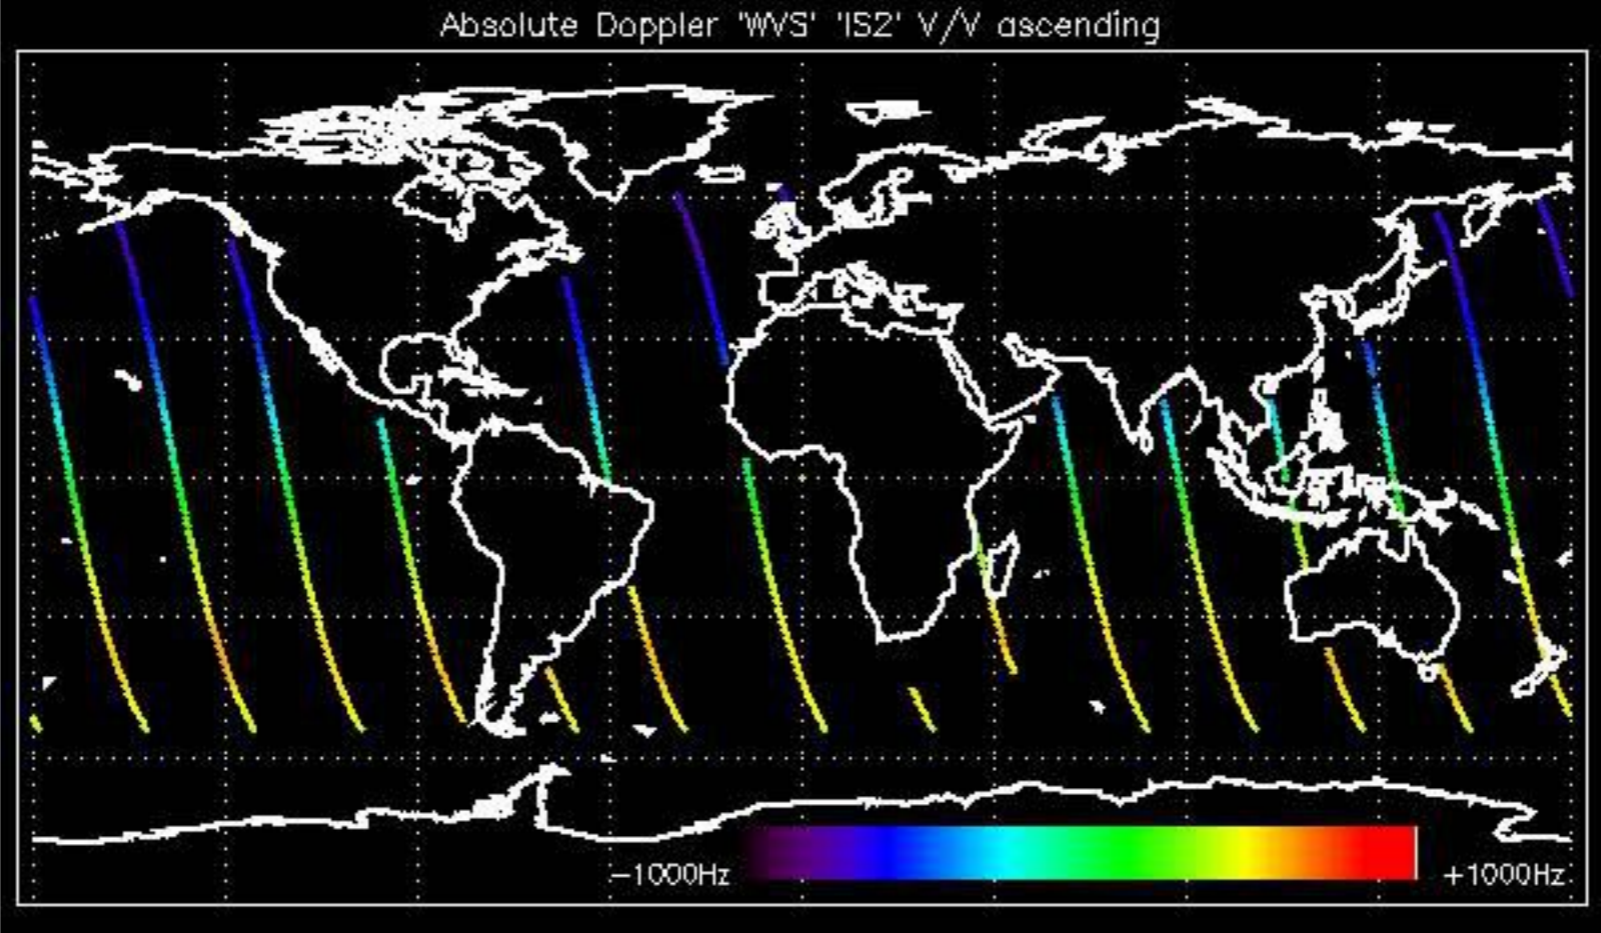 Absolute Doppler 'WVS' 'IS2' V/V ascending
-1000Hz +1000Hz